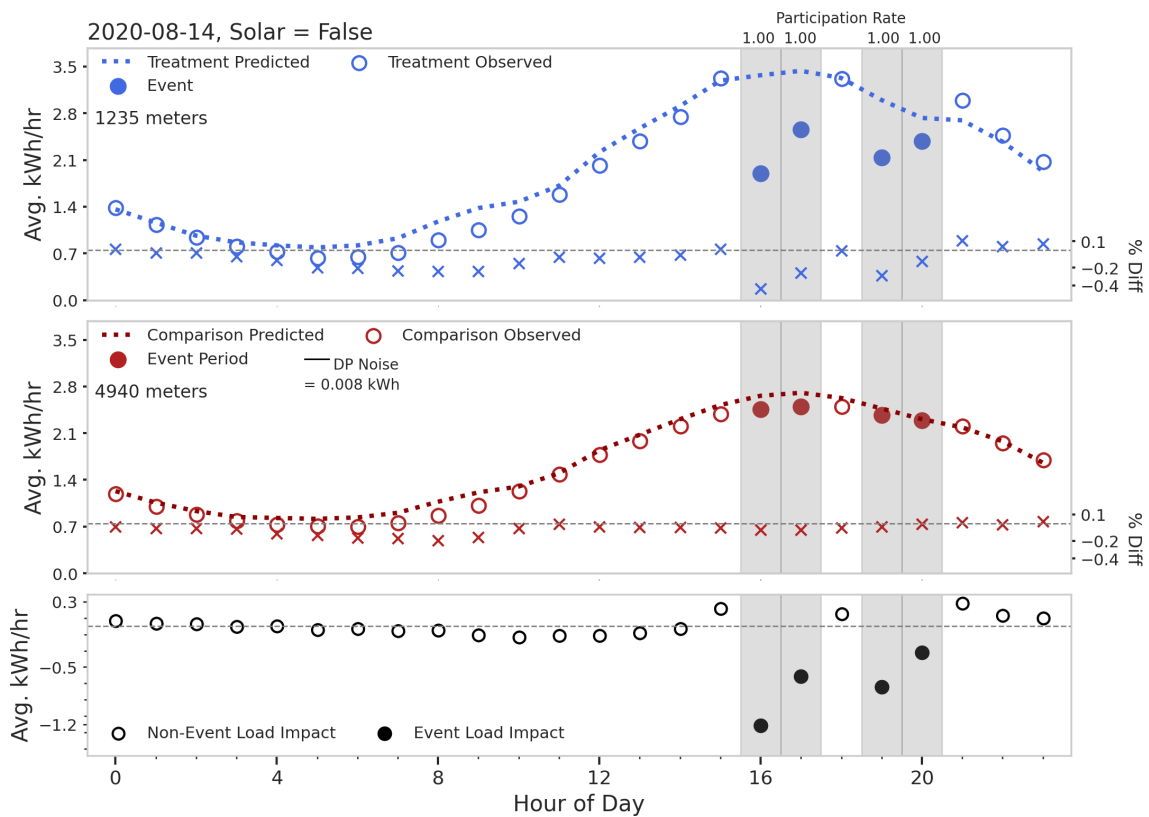 Participation Rate
2020-08-14, Solar = False
1.00 1.00 1.00 1.00
Treatment Predicted Treatment Observed
Event
1235 meters
Avg. kWh/hr
3.5
2.8
2.1
1.4
0.7
0.0
0.1
−0.2
−0.4
% Diff
Comparison Predicted Comparison Observed
Event Period DP Noise
= 0.008 kWh
4940 meters
Avg. kWh/hr
3.5
2.8
2.1
1.4
0.7
0.0
0.1
−0.2
−0.4
% Diff
Avg. kWh/hr
0.3
−0.5
−1.2
Non-Event Load Impact Event Load Impact
0 4 8 12 16 20
Hour of Day